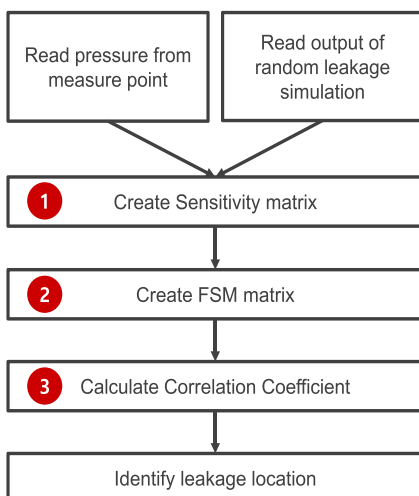 Read pressure from
measure point
Read output of
random leakage
simulation
1 Create Sensitivity matrix
2 Create FSM matrix
3 Calculate Correlation Coefficient
Identify leakage location